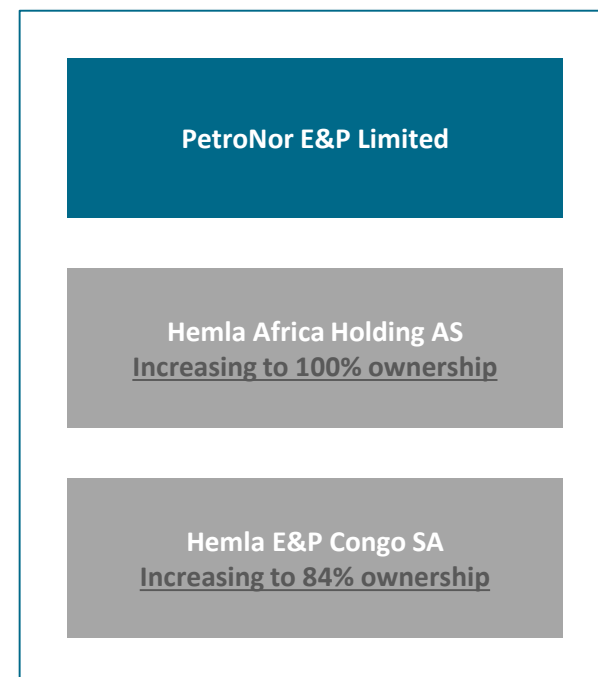 PetroNor E&P Limited
Hemla Africa Holding AS
Increasing to 100% ownership
Hemla E&P Congo SA
Increasing to 84% ownership